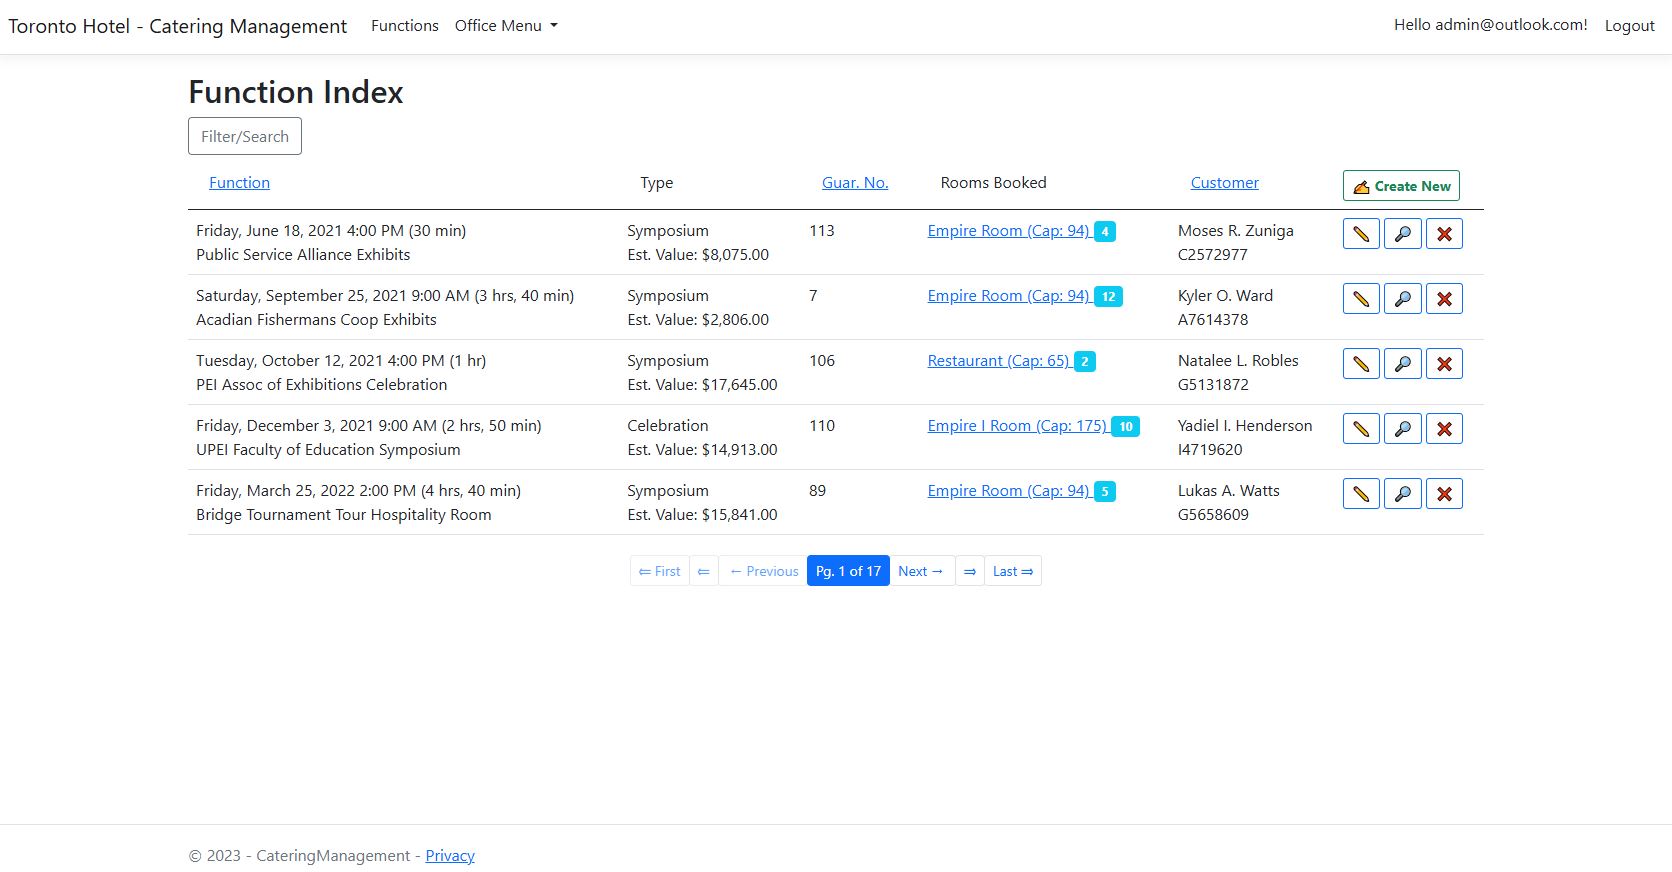 Toronto Hotel - Catering Management Functions Office Menu Hello admin@outlook.com! Logout
Function Index
Filter/Search
Function Type Guar. No. Rooms Booked Customer Create New
Friday, June 18, 2021 4:00 PM (30 min) Symposium 113 Empire Room (Cap: 94) 4 Moses R. Zuniga
Public Service Alliance Exhibits Est. Value: $8,075.00 C2572977
Saturday, September 25, 2021 9:00 AM (3 hrs, 40 min) Symposium 7 Empire Room (Cap: 94) 12 Kyler O. Ward
Acadian Fishermans Coop Exhibits Est. Value: $2,806.00 A7614378
Tuesday, October 12, 2021 4:00 PM (1 hr) Symposium 106 Restaurant (Cap: 65) 2 Natalee L. Robles
PEI Assoc of Exhibitions Celebration Est. Value: $17,645.00 G5131872
Friday, December 3, 2021 9:00 AM (2 hrs, 50 min) Celebration 110 Empire I Room (Cap: 175) 10 Yadiel I. Henderson
UPEI Faculty of Education Symposium Est. Value: $14,913.00 I4719620
Friday, March 25, 2022 2:00 PM (4 hrs, 40 min) Symposium 89 Empire Room (Cap: 94) 5 Lukas A. Watts
Bridge Tournament Tour Hospitality Room Est. Value: $15,841.00 G5658609
⇐ First ⇐ ← Previous Pg. 1 of 17 Next → ⇒ Last ⇒
© 2023 - CateringManagement - Privacy